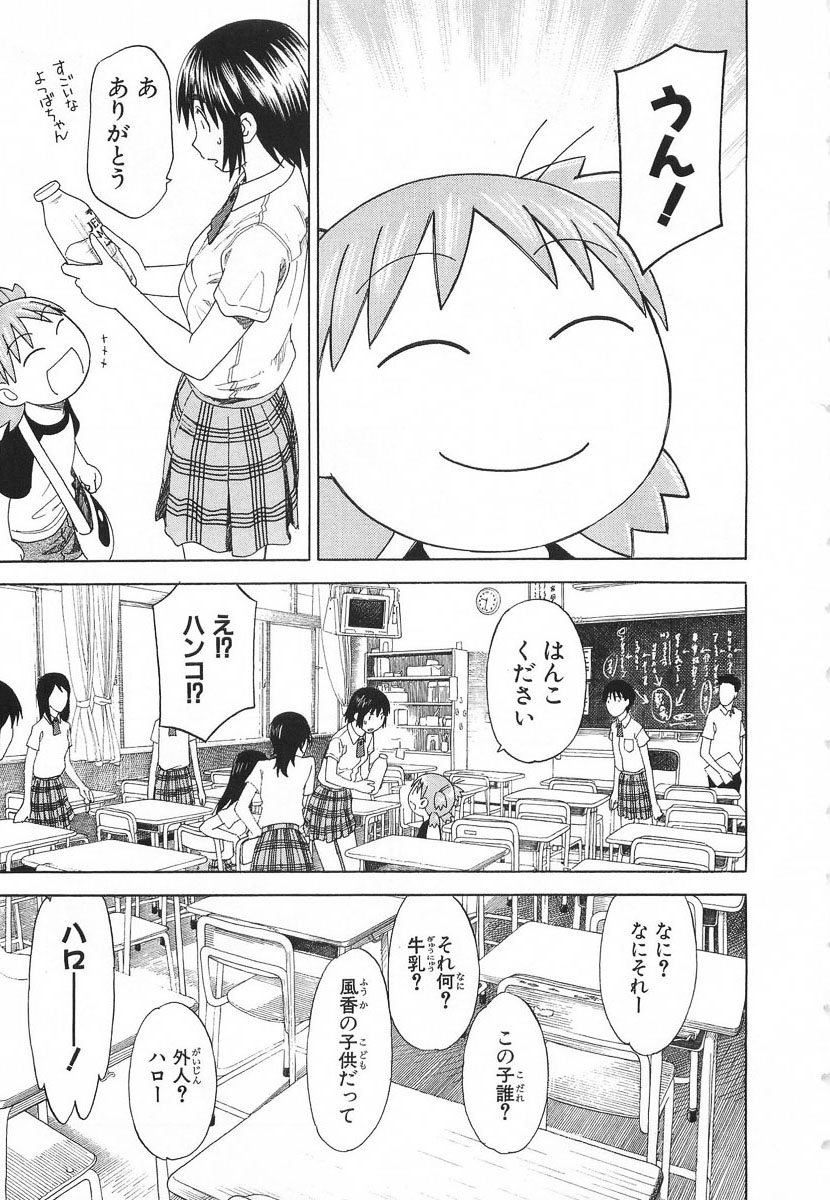 うん!
あ
ありがとう
すごいな
よつばちゃん
はんこ
ください
え!?
ハンコ!?
なに?
なにそれー
それ何?
牛乳?
この子誰?
風香の子供だって
外人?
ハロー
ハロー——!